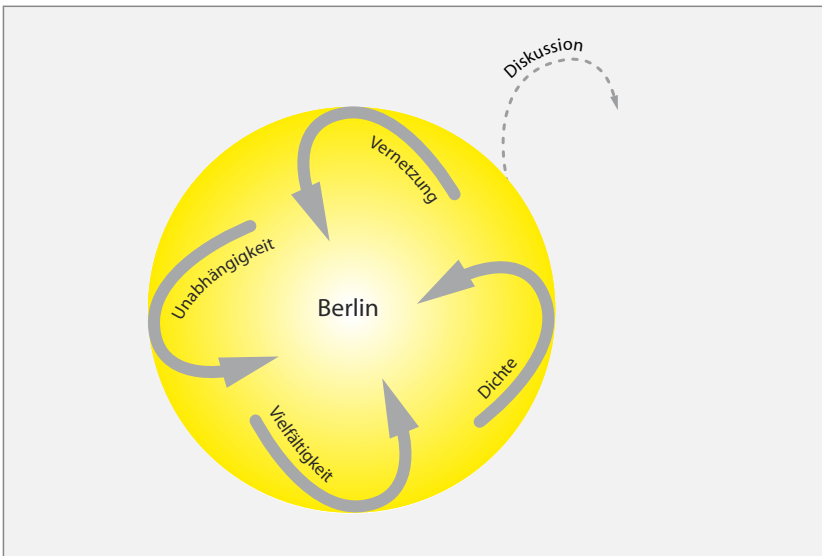 Diskussion
Vernetzung
Unabhängigkeit
Berlin
Dichte
Vielfältigkeit